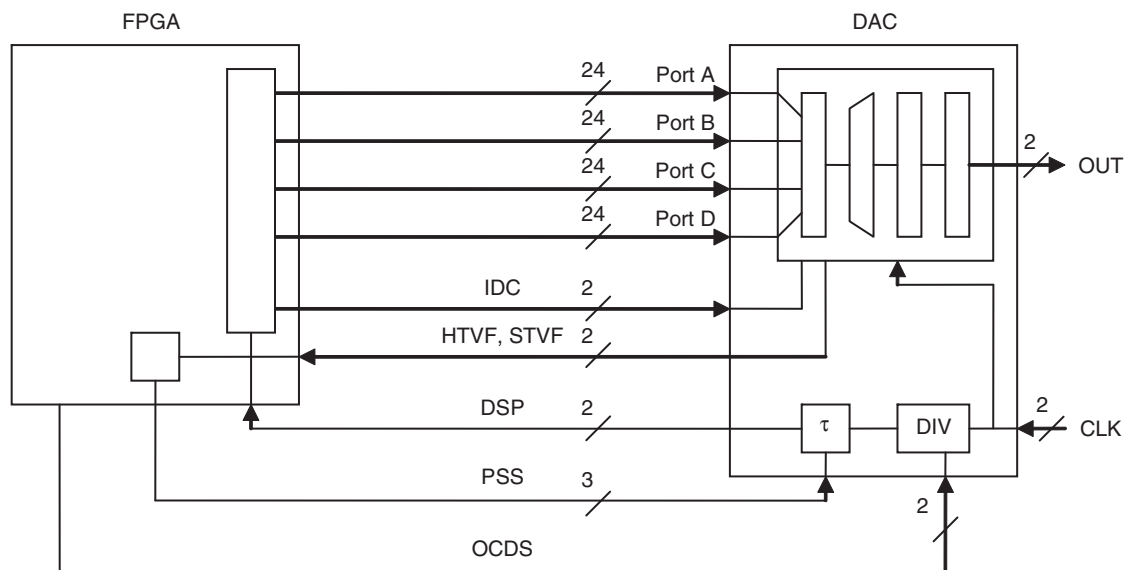 FPGA
DAC
24
Port A
24
Port B
24
Port C
24
Port D
2
OUT
IDC
2
HTVF, STVF
2
DSP
2
τ
DIV
2
CLK
PSS
3
2
OCDS